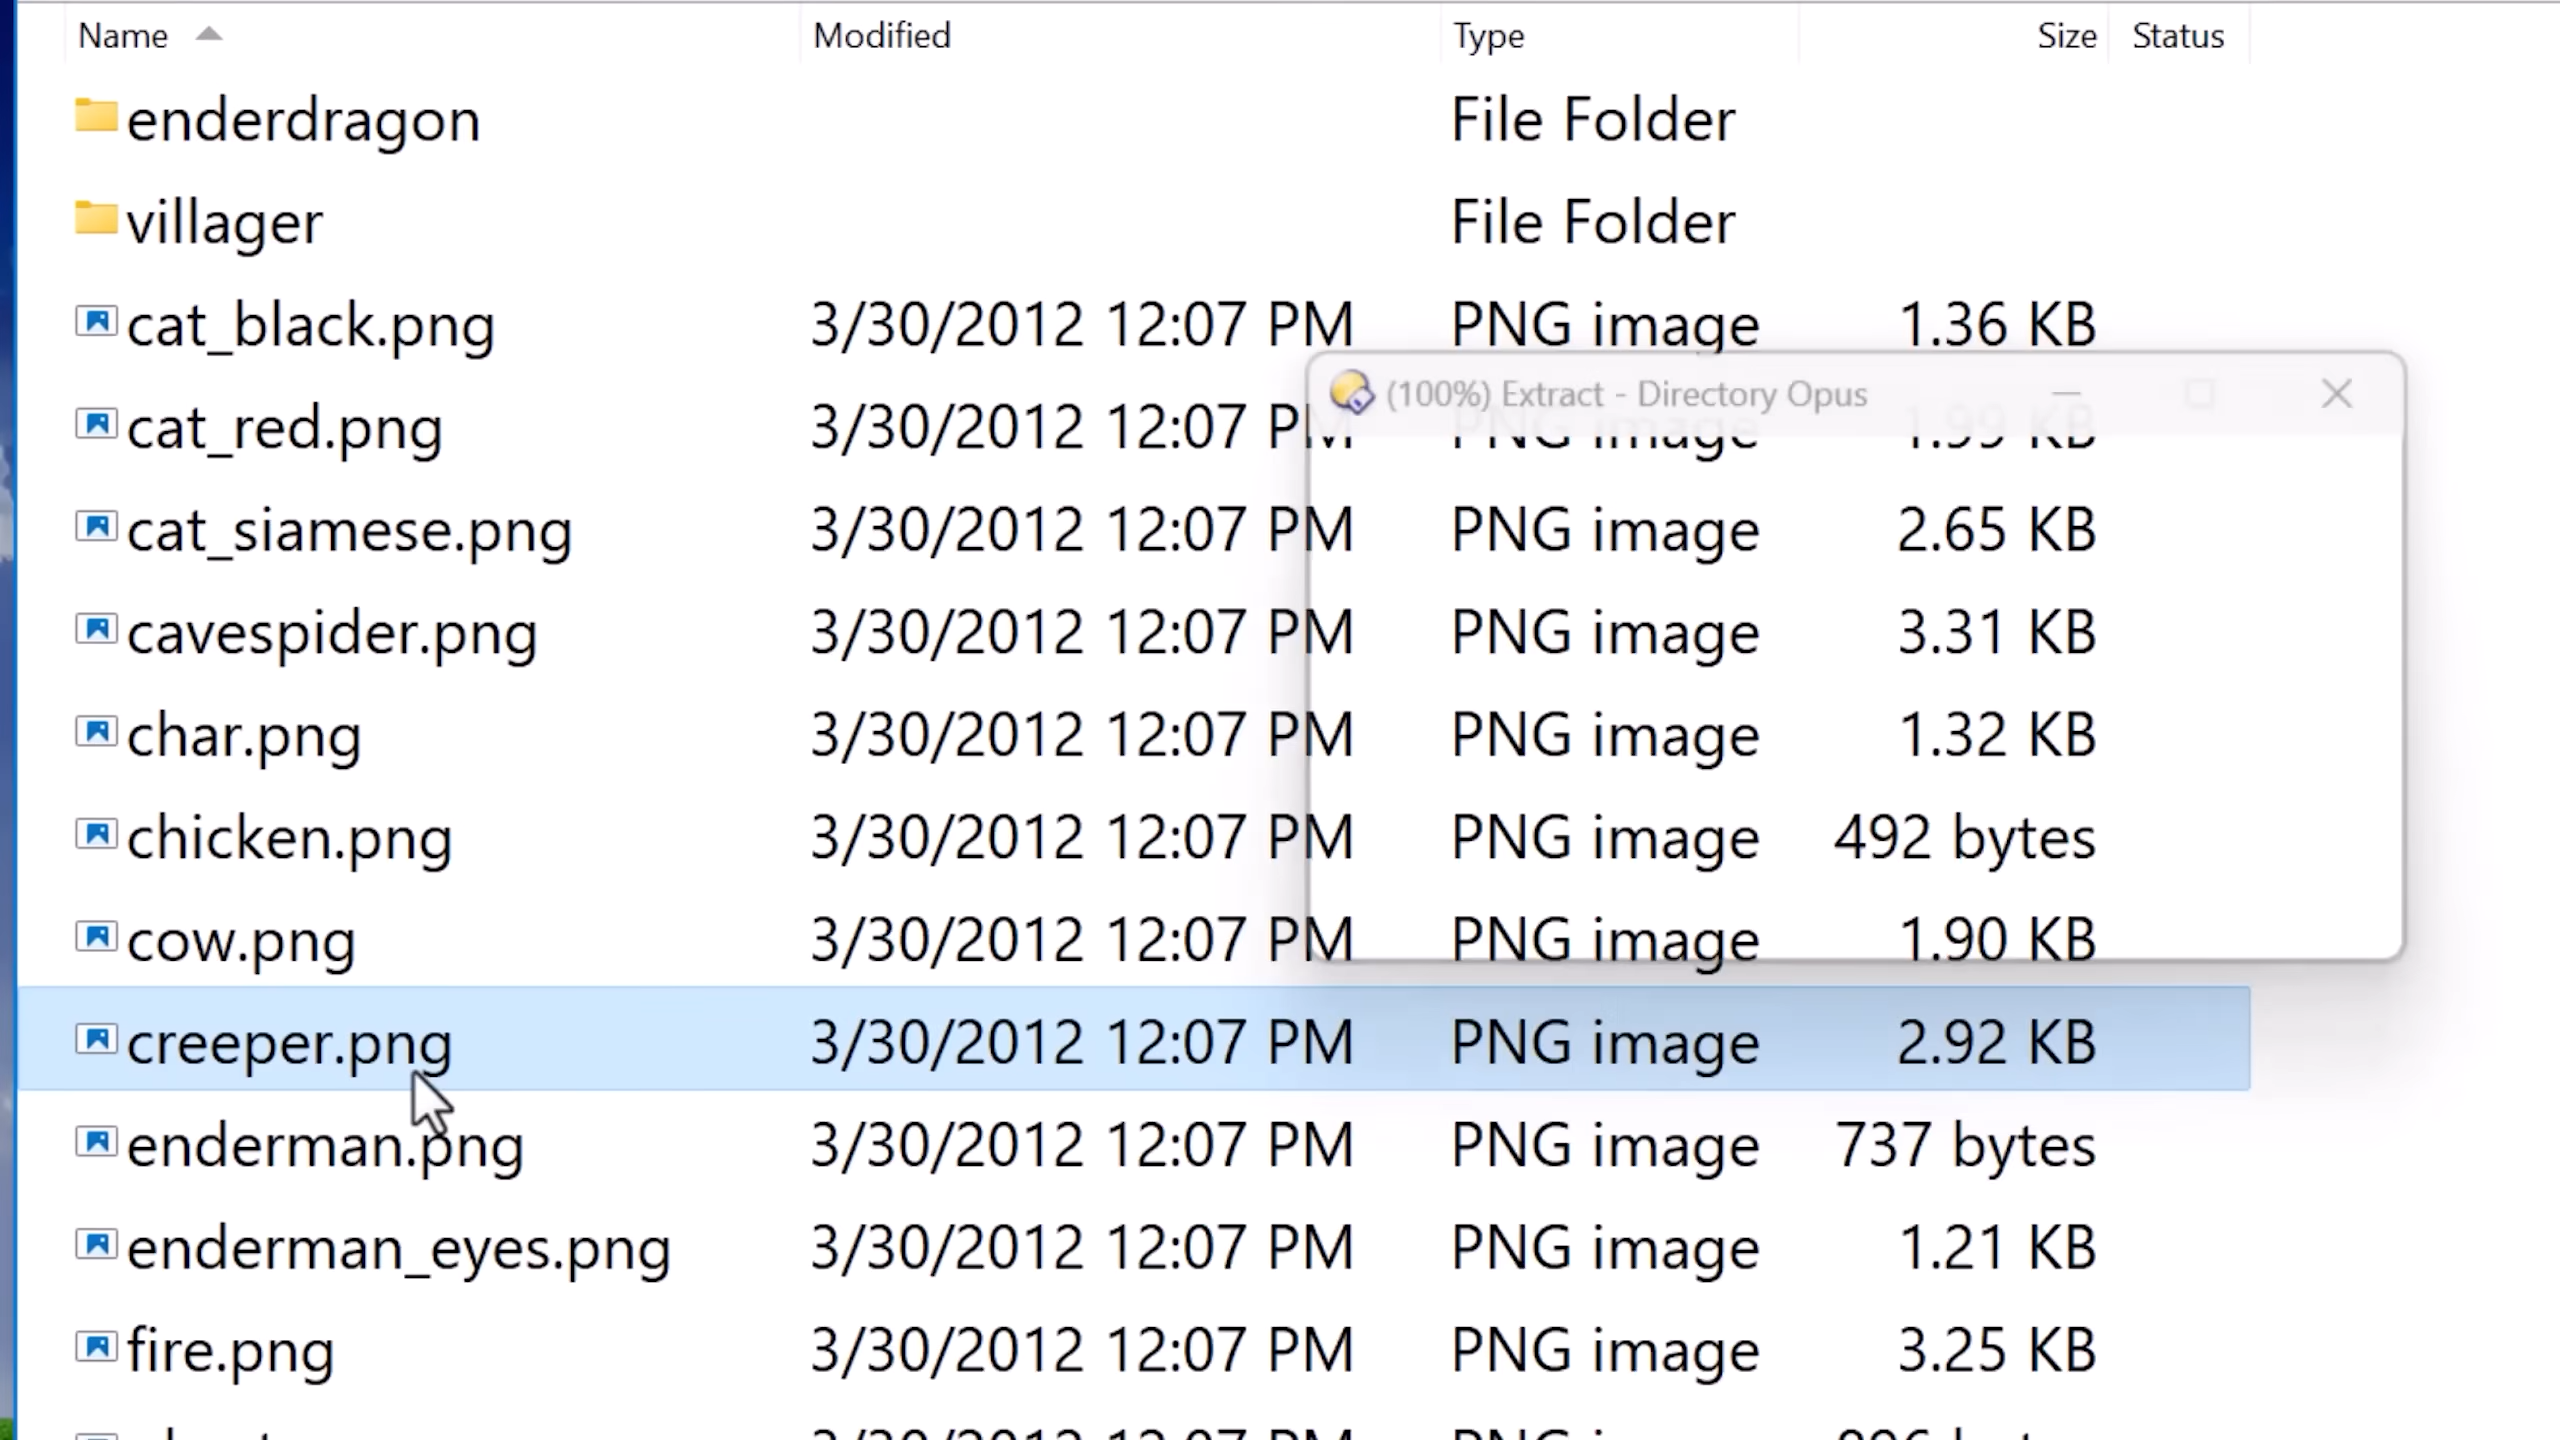 Name Modified Type Size Status
enderdragon File Folder
villager File Folder
cat_black.png 3/30/2012 12:07 PM PNG image 1.36 KB
(100%) Extract - Directory Opus
cat_red.png 3/30/2012 12:07 PM PNG image 1.99 KB
cat_siamese.png 3/30/2012 12:07 PM PNG image 2.65 KB
cavespider.png 3/30/2012 12:07 PM PNG image 3.31 KB
char.png 3/30/2012 12:07 PM PNG image 1.32 KB
chicken.png 3/30/2012 12:07 PM PNG image 492 bytes
cow.png 3/30/2012 12:07 PM PNG image 1.90 KB
creeper.png 3/30/2012 12:07 PM PNG image 2.92 KB
enderman.png 3/30/2012 12:07 PM PNG image 737 bytes
enderman_eyes.png 3/30/2012 12:07 PM PNG image 1.21 KB
fire.png 3/30/2012 12:07 PM PNG image 3.25 KB